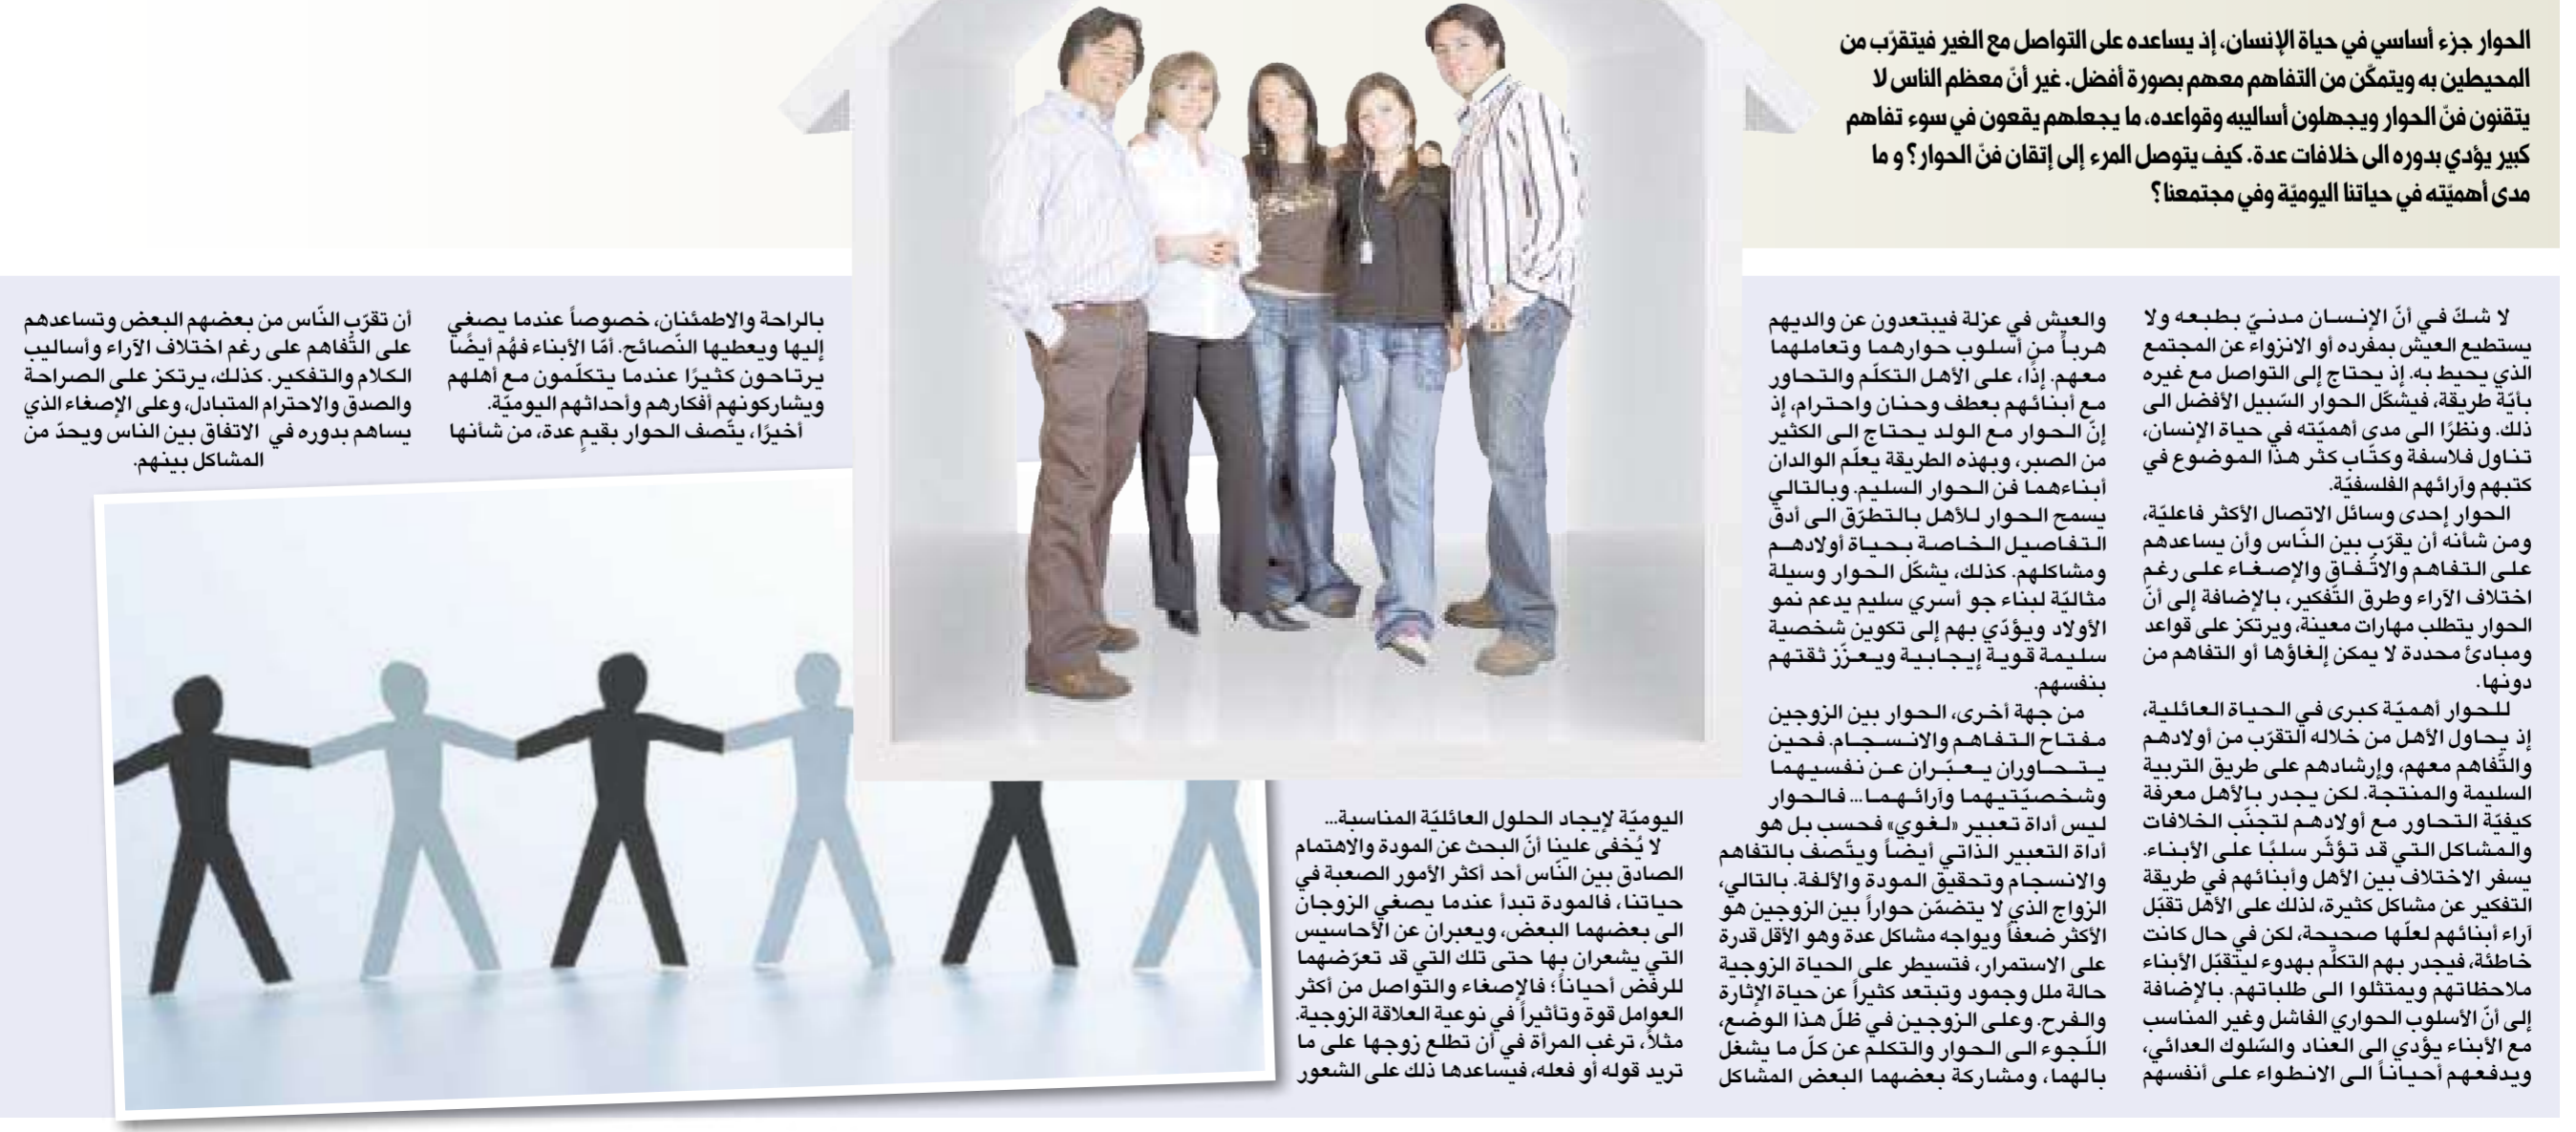 الحوار جزء أساسي في حياة الإنسان، إذ يساعده على التواصل مع الغير فيتقرّب من
المحيطين به ويتمكّن من التفاهم معهم بصورة أفضل. غير أنّ معظم الناس لا
يتقنون فنّ الحوار ويجهلون أساليبه وقواعده، ما يجعلهم يقعون في سوء تفاهم
كبير يؤدي بدوره الى خلافات عدة. كيف يتوصل المرء إلى إتقان فنّ الحوار؟ و ما
مدى أهميّته في حياتنا اليوميّة وفي مجتمعنا؟
لا شكّ في أنّ الإنسان مدنيّ بطبعه ولا
يستطيع العيش بمفرده أو الانزواء عن المجتمع
الذي يحيط به. إذ يحتاج إلى التواصل مع غيره
بأيّة طريقة، فيشكّل الحوار السّبيل الأفضل الى
ذلك. ونظرًا الى مدى أهميّته في حياة الإنسان،
تناول فلاسفة وكتّاب كثر هذا الموضوع في
كتبهم وآرائهم الفلسفيّة.
الحوار إحدى وسائل الاتصال الأكثر فاعليّة،
ومن شأنه أن يقرّب بين النّاس وأن يساعدهم
على التفاهم والاتّفاق والإصغاء على رغم
اختلاف الآراء وطرق التّفكير، بالإضافة إلى أنّ
الحوار يتطلب مهارات معينة، ويرتكز على قواعد
ومبادئ محددة لا يمكن إلغاؤها أو التفاهم من
دونها.
للحوار أهميّة كبرى في الحياة العائلية،
إذ يحاول الأهل من خلاله التقرّب من أولادهم
والتّفاهم معهم، وإرشادهم على طريق التربية
السليمة والمنتجة. لكن يجدر بالأهل معرفة
كيفيّة التحاور مع أولادهم لتجنّب الخلافات
والمشاكل التي قد تؤثّر سلبًا على الأبناء.
يسفر الاختلاف بين الأهل وأبنائهم في طريقة
التفكير عن مشاكل كثيرة، لذلك على الأهل تقبّل
آراء أبنائهم لعلّها صحيحة، لكن في حال كانت
خاطئة، فيجدر بهم التكلّم بهدوء ليتقبّل الأبناء
ملاحظاتهم ويمتثلوا الى طلباتهم. بالإضافة
إلى أنّ الأسلوب الحواري الفاشل وغير المناسب
مع الأبناء يؤدي الى العناد والسّلوك العدائي،
ويدفعهم أحياناً الى الانطواء على أنفسهم
والعيش في عزلة فيبتعدون عن والديهم
هرباً من أسلوب حوارهما وتعاملهما
معهم. إذًا، على الأهل التكلّم والتحاور
مع أبنائهم بعطف وحنان واحترام، إذ
إنّ الحوار مع الولد يحتاج الى الكثير
من الصبر، وبهذه الطريقة يعلّم الوالدان
أبناءهما فن الحوار السليم. وبالتالي
يسمح الحوار للأهل بالتطرّق الى أدقّ
التفاصيل الخاصة بحياة أولادهم
ومشاكلهم. كذلك، يشكّل الحوار وسيلة
مثاليّة لبناء جو أسري سليم يدعم نمو
الأولاد ويؤدّي بهم إلى تكوين شخصية
سليمة قوية إيجابية ويعزّز ثقتهم
بنفسهم.
من جهة أخرى، الحوار بين الزوجين
مفتاح التفاهم والانسجام. فحين
يتحاوران يعبّران عن نفسيهما
وشخصيّتيهما وآرائهما... فالحوار
ليس أداة تعبير «لغوي» فحسب بل هو
أداة التعبير الذاتي أيضاً ويتّصف بالتفاهم
والانسجام وتحقيق المودة والألفة. بالتالي،
الزواج الذي لا يتضمّن حواراً بين الزوجين هو
الأكثر ضعفاً ويواجه مشاكل عدة وهو الأقل قدرة
على الاستمرار، فتسيطر على الحياة الزوجية
حالة ملل وجمود وتبتعد كثيراً عن حياة الإثارة
والفرح. وعلى الزوجين في ظلّ هذا الوضع،
اللّجوء الى الحوار والتكلم عن كلّ ما يشغل
بالهما، ومشاركة بعضهما البعض المشاكل
اليوميّة لإيجاد الحلول العائليّة المناسبة...
لا يُخفى علينا أنّ البحث عن المودة والاهتمام
الصادق بين النّاس أحد أكثر الأمور الصعبة في
حياتنا، فالمودة تبدأ عندما يصغي الزوجان
الى بعضهما البعض، ويعبران عن الأحاسيس
التي يشعران بها حتى تلك التي قد تعرّضهما
للرفض أحياناً؛ فالإصغاء والتواصل من أكثر
العوامل قوة وتأثيراً في نوعية العلاقة الزوجية.
مثلاً، ترغب المرأة في أن تطلع زوجها على ما
تريد قوله أو فعله، فيساعدها ذلك على الشعور
بالراحة والاطمئنان، خصوصاً عندما يصغي
إليها ويعطيها النّصائح. أمّا الأبناء فهُم أيضًا
يرتاحون كثيرًا عندما يتكلّمون مع أهلهم
ويشاركونهم أفكارهم وأحداثهم اليوميّة.
أخيرًا، يتّصف الحوار بقيمٍ عدة، من شأنها
أن تقرّب النّاس من بعضهم البعض وتساعدهم
على التّفاهم على رغم اختلاف الآراء وأساليب
الكلام والتفكير. كذلك، يرتكز على الصراحة
والصدق والاحترام المتبادل، وعلى الإصغاء الذي
يساهم بدوره في الاتفاق بين الناس ويحدّ من
المشاكل بينهم.